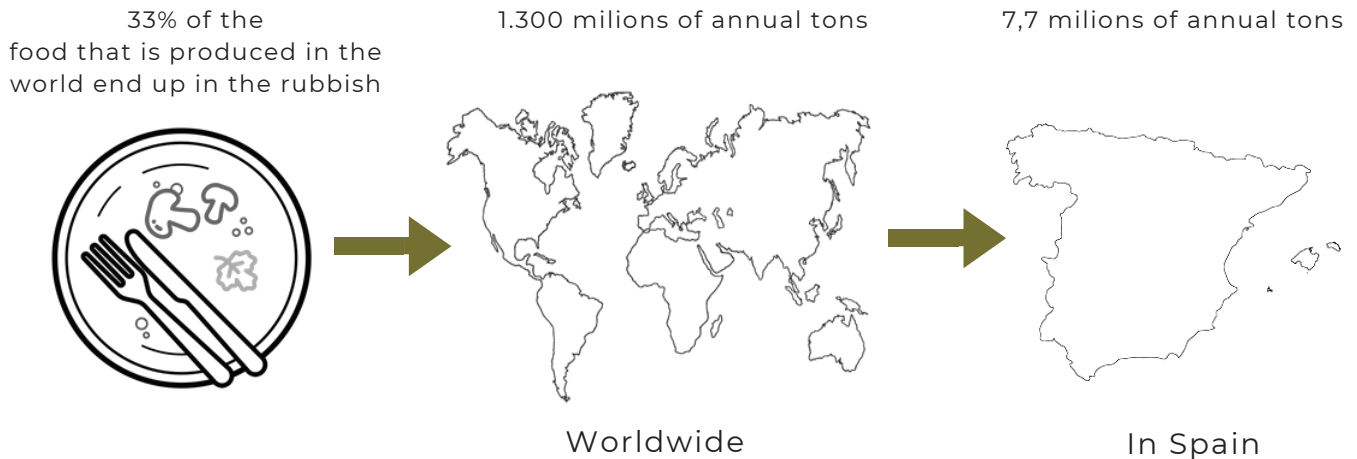 33% of the
food that is produced in the
world end up in the rubbish
1.300 milions of annual tons
7,7 milions of annual tons
Worldwide
In Spain